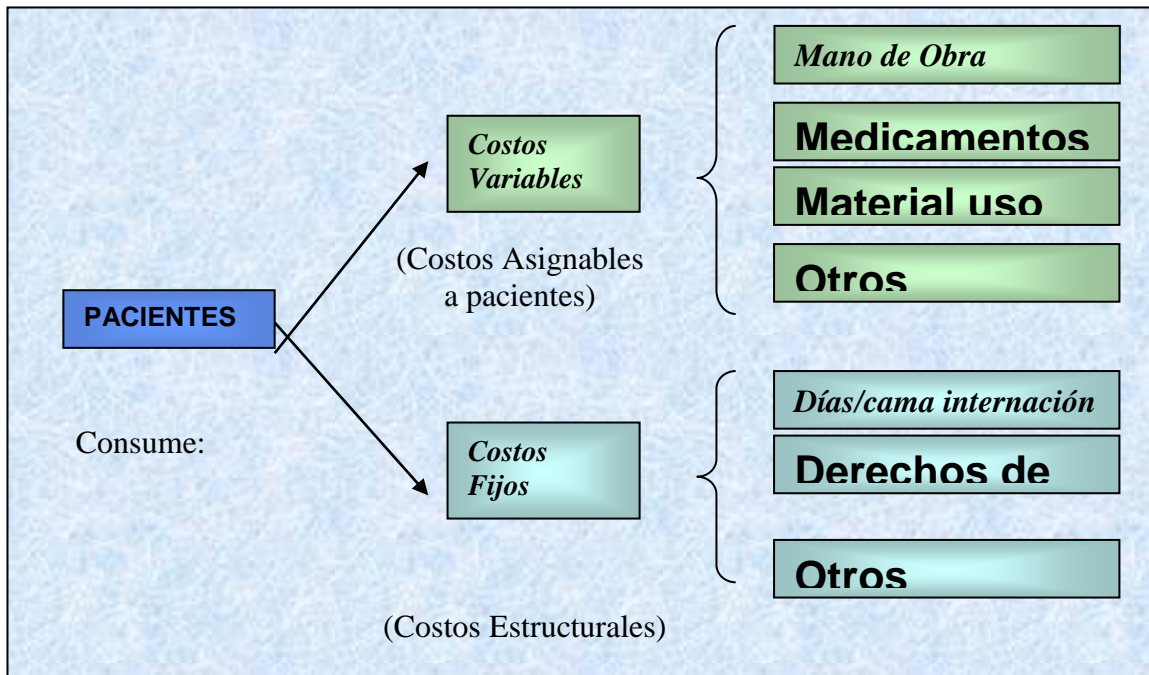 PACIENTES
Consume:
Costos
Variables
(Costos Asignables
a pacientes)
Mano de Obra
Medicamentos
Material uso
Otros
Costos
Fijos
(Costos Estructurales)
Días/cama internación
Derechos de
Otros